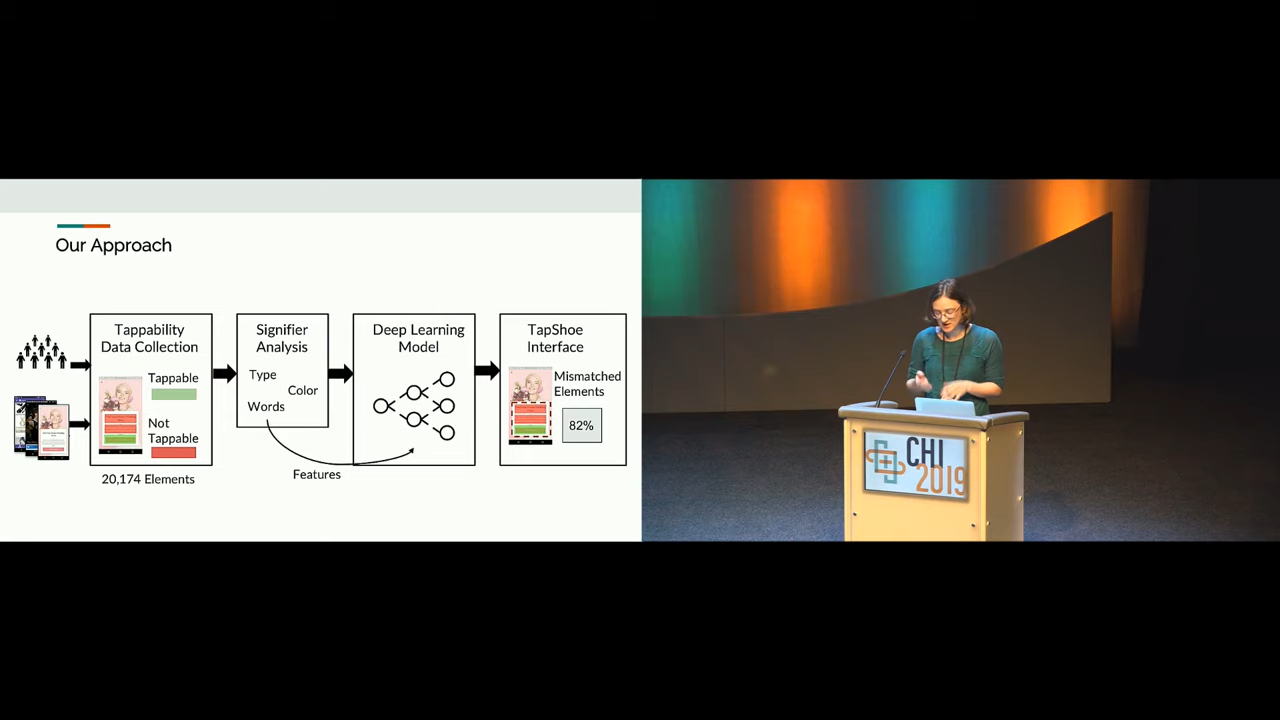 Our Approach
Tappability
Data Collection
Tappable
Not
Tappable
20,174 Elements
Signifier
Analysis
Type
Color
Words
Features
Deep Learning
Model
TapShoe
Interface
Mismatched
Elements
82%
CHI
2019